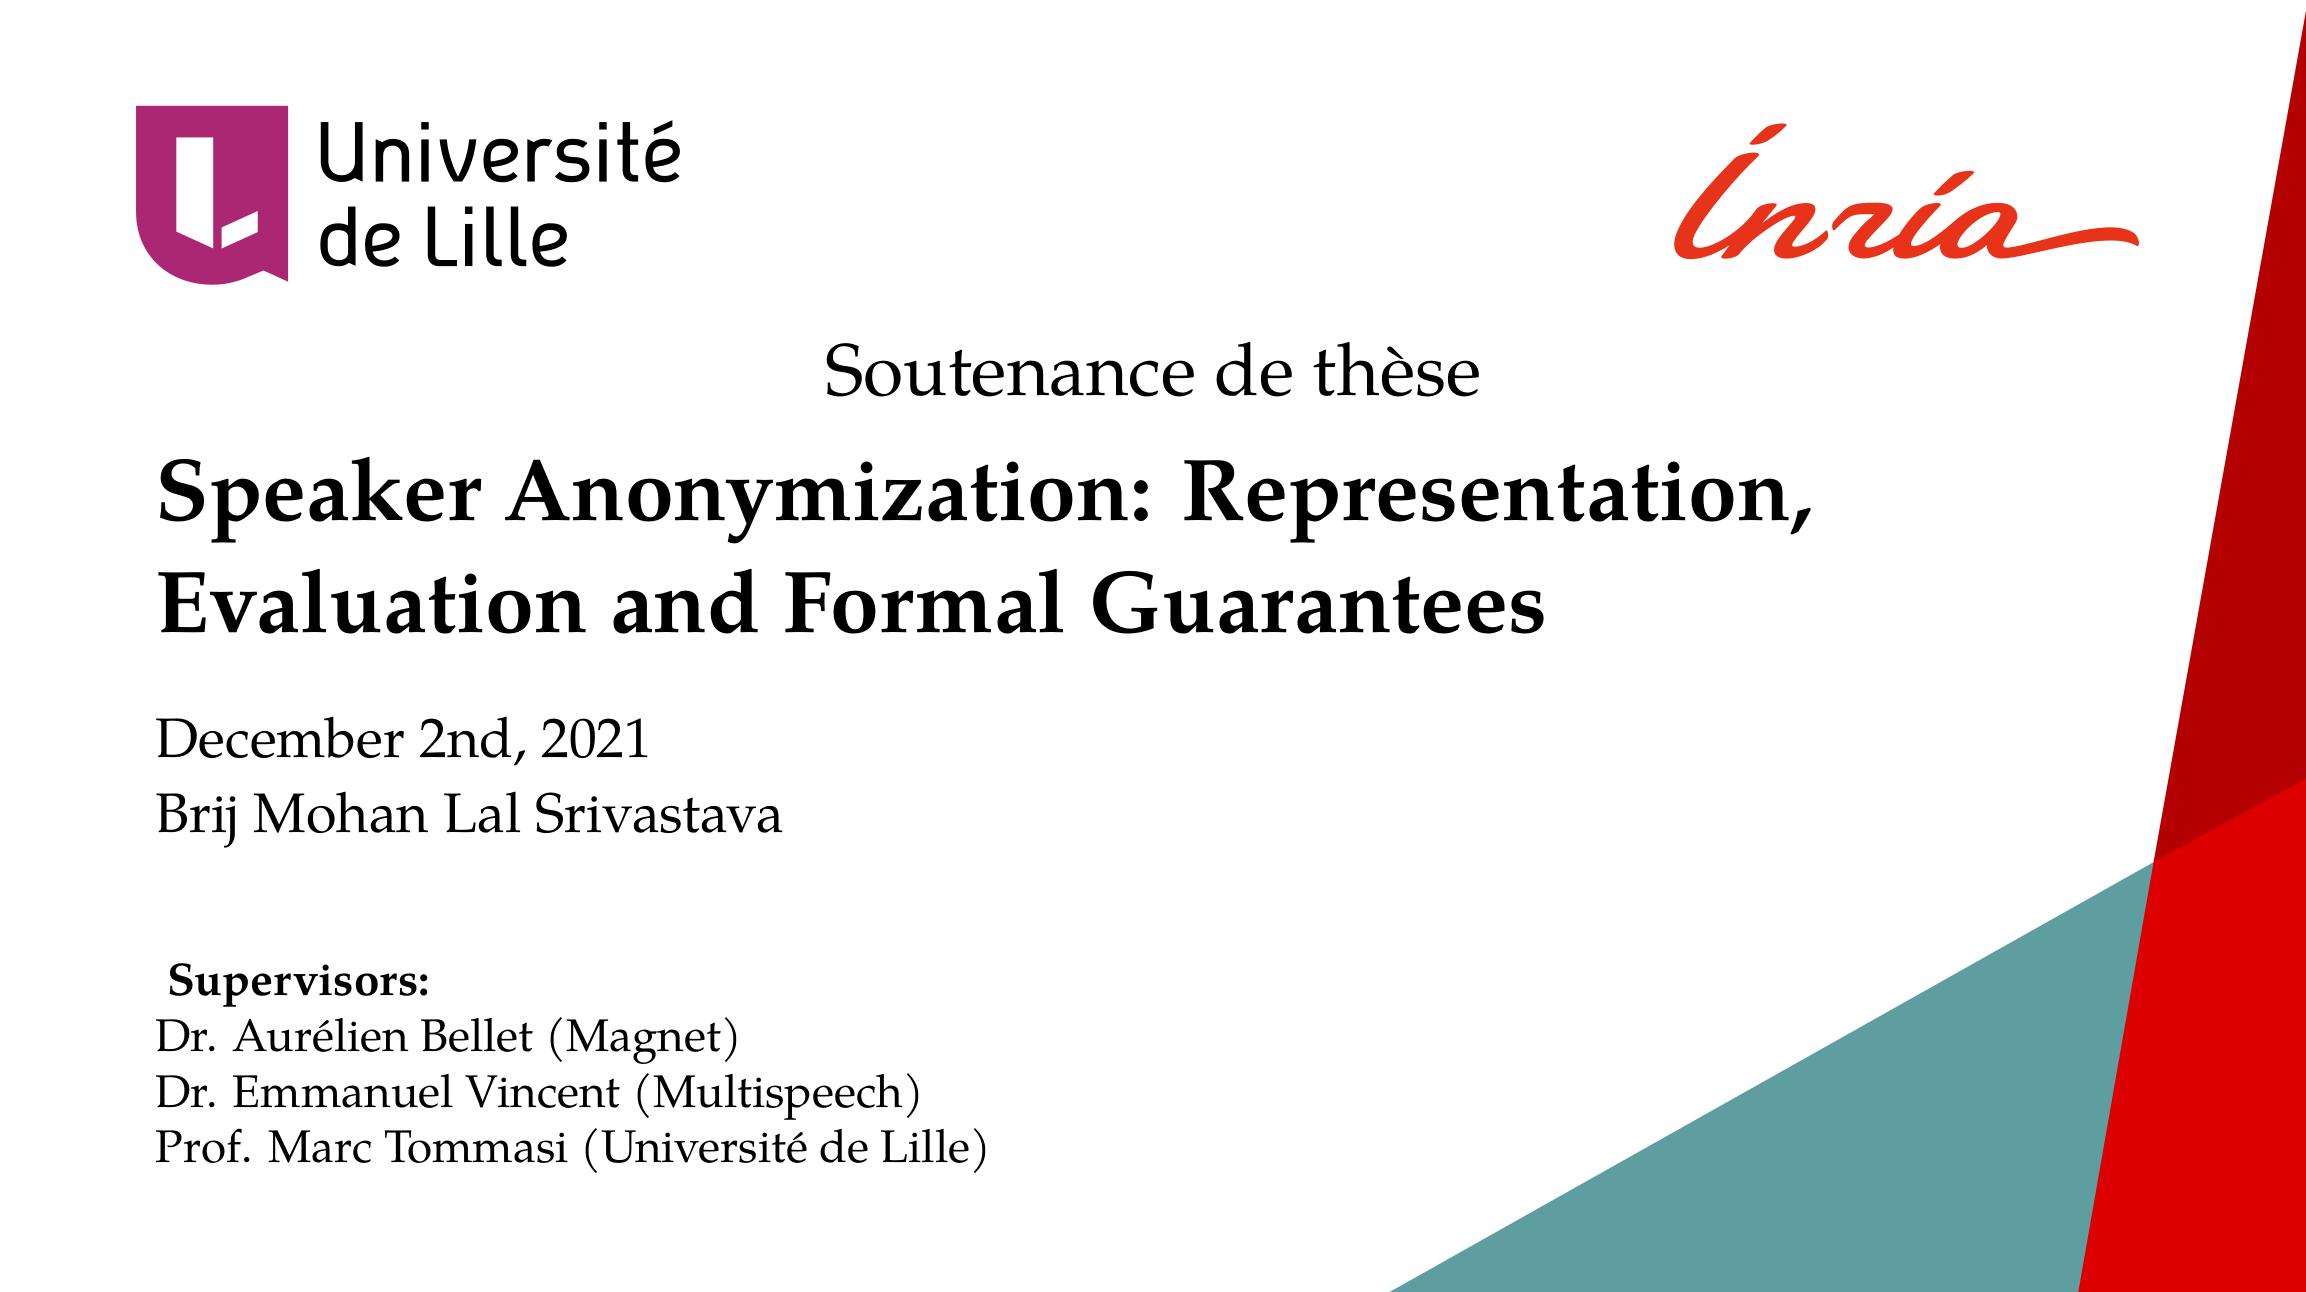 Université
de Lille
Inría
Soutenance de thèse
Speaker Anonymization: Representation,
Evaluation and Formal Guarantees
December 2nd, 2021
Brij Mohan Lal Srivastava
Supervisors:
Dr. Aurélien Bellet (Magnet)
Dr. Emmanuel Vincent (Multispeech)
Prof. Marc Tommasi (Université de Lille)